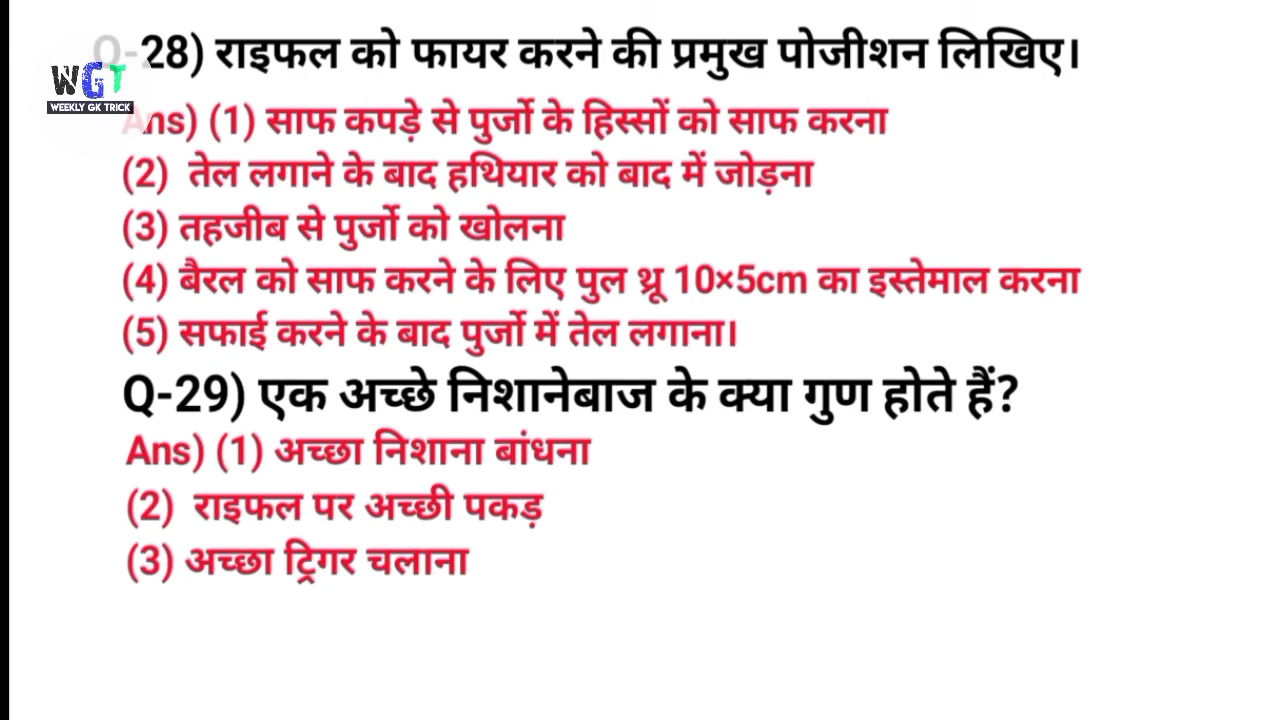 Q-28) राइफल को फायर करने की प्रमुख पोजीशन लिखिए।
WGT
WEEKLY GK TRICK
Ans) (1) साफ कपड़े से पुर्जो के हिस्सों को साफ करना
(2) तेल लगाने के बाद हथियार को बाद में जोड़ना
(3) तहजीब से पुर्जो को खोलना
(4) बैरल को साफ करने के लिए पुल थ्रू 10×5cm का इस्तेमाल करना
(5) सफाई करने के बाद पुर्जो में तेल लगाना।
Q-29) एक अच्छे निशानेबाज के क्या गुण होते हैं?
Ans) (1) अच्छा निशाना बांधना
(2) राइफल पर अच्छी पकड़
(3) अच्छा ट्रिगर चलाना